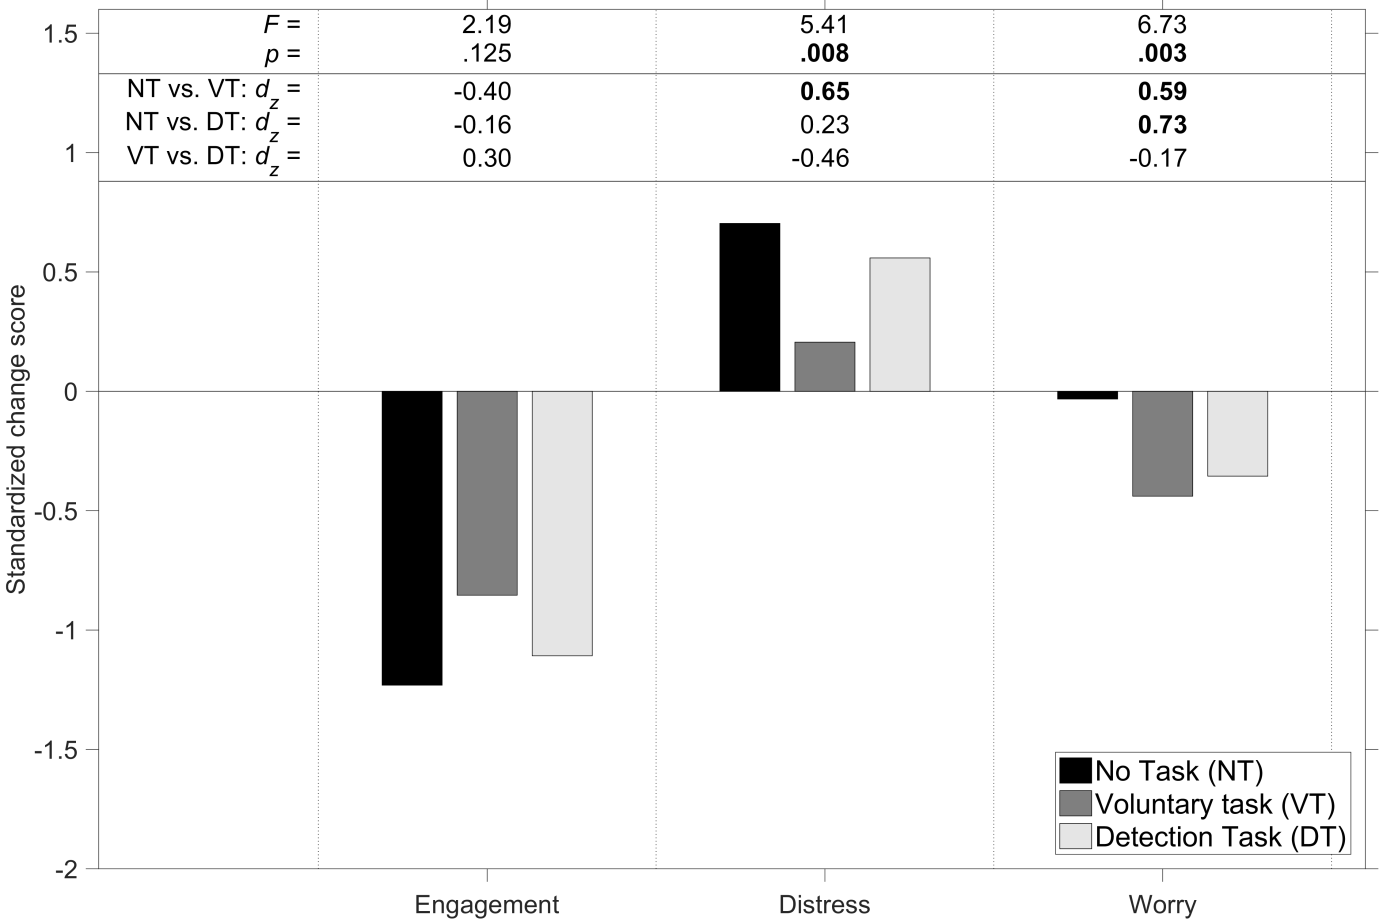 F = 2.19 5.41 6.73
p = .125 .008 .003
NT vs. VT: dz = -0.40 0.65 0.59
NT vs. DT: dz = -0.16 0.23 0.73
VT vs. DT: dz = 0.30 -0.46 -0.17
1.5
1
0.5
0
-0.5
-1
-1.5
-2
Standardized change score
No Task (NT)
Voluntary task (VT)
Detection Task (DT)
Engagement Distress Worry